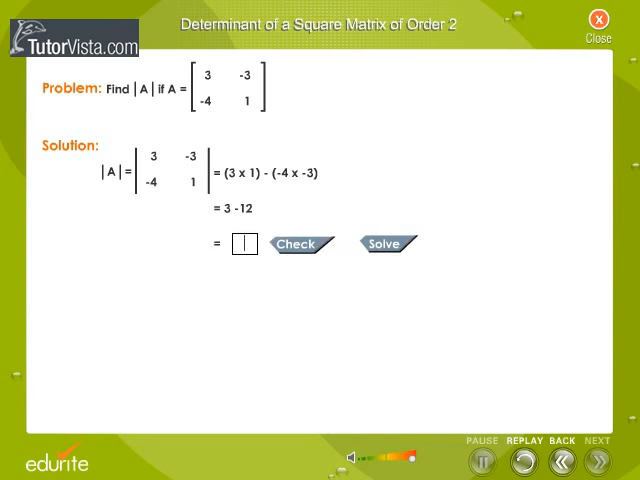 Determinant of a Square Matrix of Order 2
x
Close
TutorVista.com
Problem: Find |A| if A = [ 3 -3
-4 1 ]
Solution:
|A| = | 3 -3
-4 1 | = (3 x 1) - (-4 x -3)
= 3 -12
= Check Solve
PAUSE REPLAY BACK NEXT
edurite